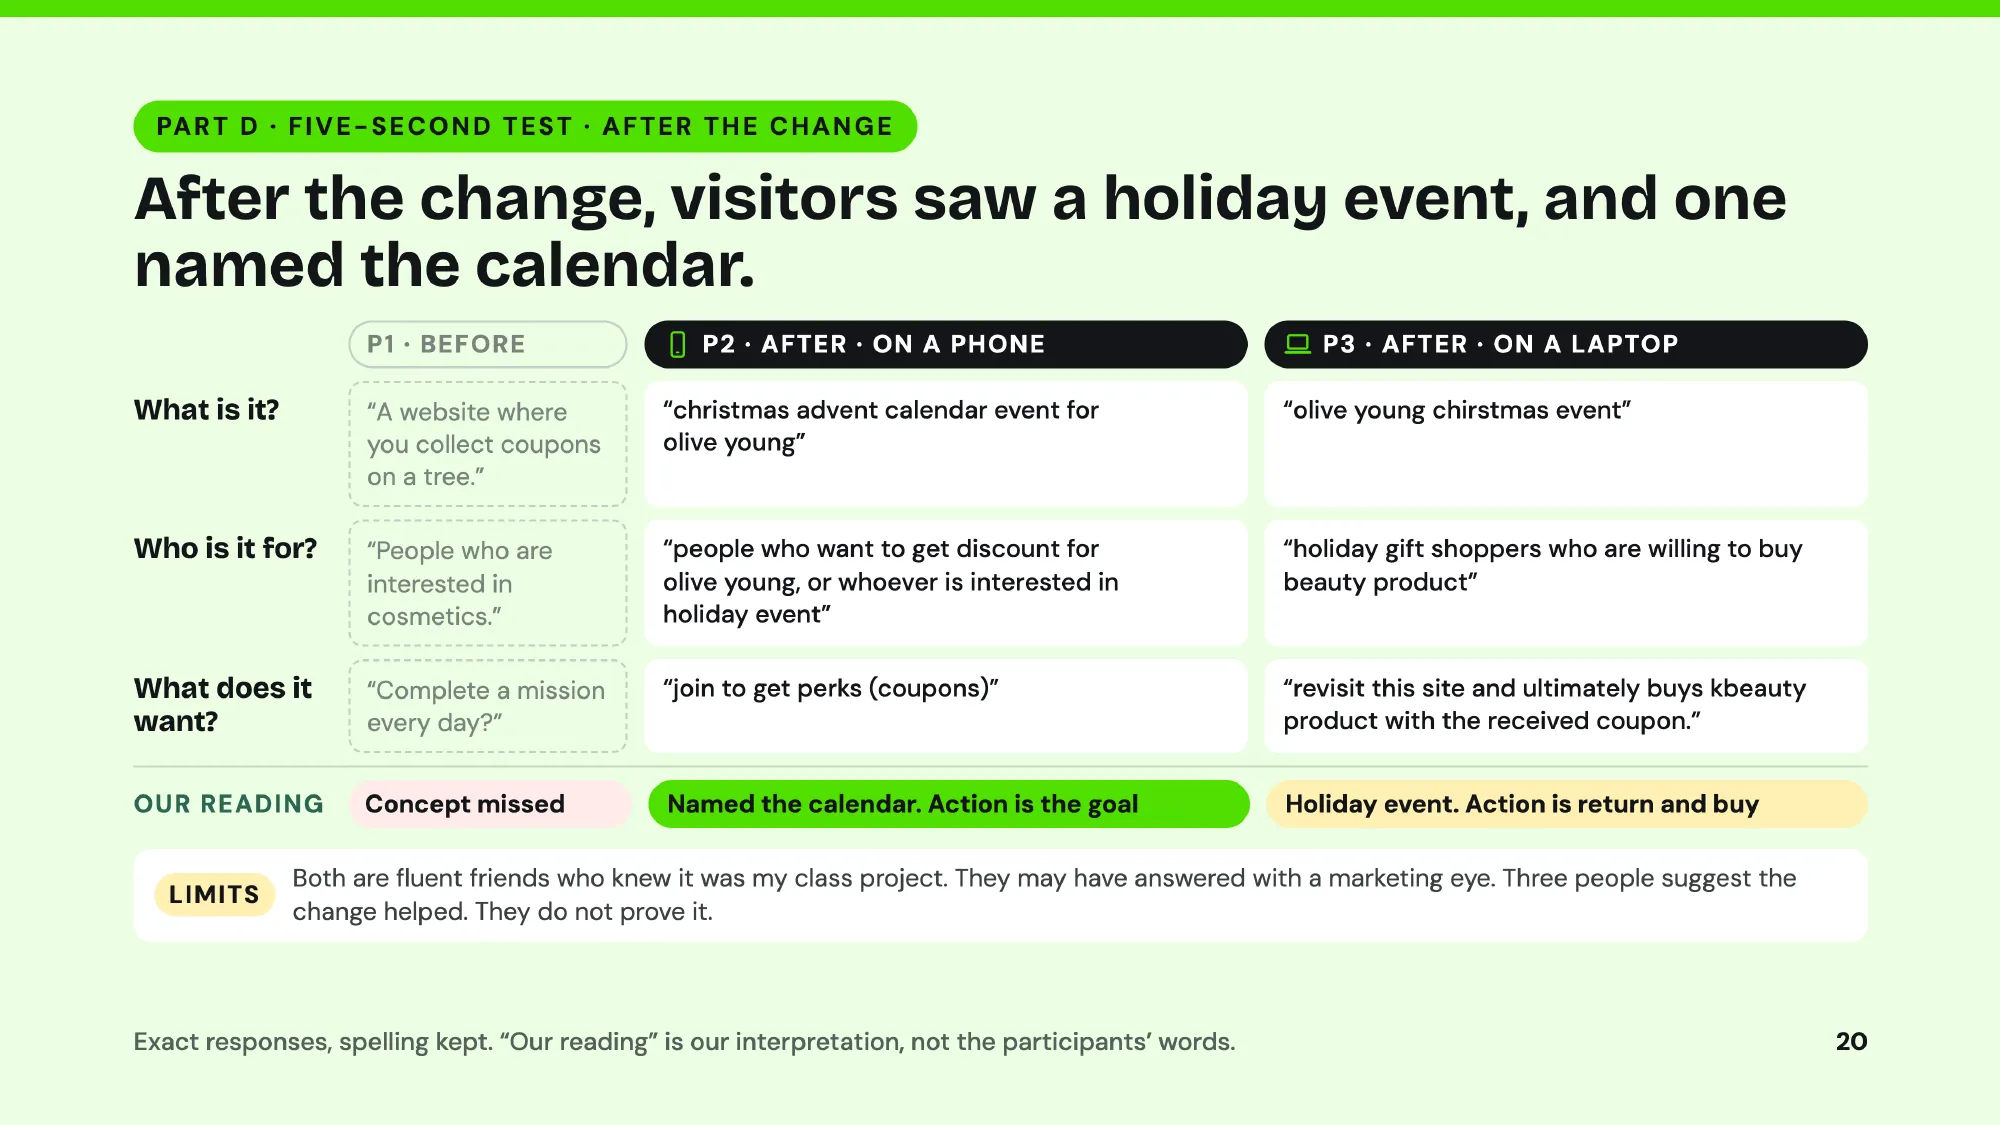 PART D · FIVE-SECOND TEST · AFTER THE CHANGE
After the change, visitors saw a holiday event, and one
named the calendar.
P1 · BEFORE
P2 · AFTER · ON A PHONE
P3 · AFTER · ON A LAPTOP
What is it?
“A website where
you collect coupons
on a tree.”
“christmas advent calendar event for
olive young”
“olive young chirstmas event”
Who is it for?
“People who are
interested in
cosmetics.”
“people who want to get discount for
olive young, or whoever is interested in
holiday event”
“holiday gift shoppers who are willing to buy
beauty product”
What does it
want?
“Complete a mission
every day?”
“join to get perks (coupons)”
“revisit this site and ultimately buys kbeauty
product with the received coupon.”
OUR READING
Concept missed
Named the calendar. Action is the goal
Holiday event. Action is return and buy
LIMITS
Both are fluent friends who knew it was my class project. They may have answered with a marketing eye. Three people suggest the
change helped. They do not prove it.
Exact responses, spelling kept. “Our reading” is our interpretation, not the participants’ words.
20